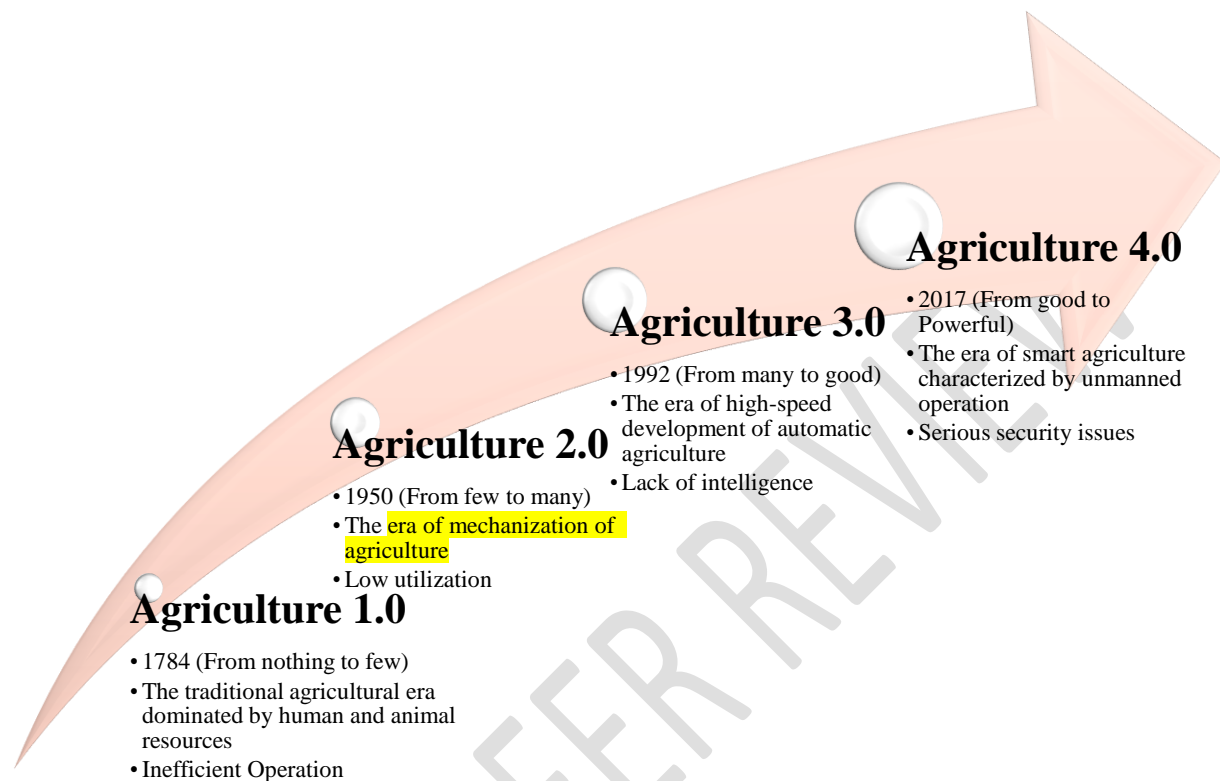 Agriculture 4.0
• 2017 (From good to
Powerful)
• The era of smart agriculture
characterized by unmanned
operation
• Serious security issues
Agriculture 3.0
• 1992 (From many to good)
• The era of high-speed
development of automatic
agriculture
• Lack of intelligence
Agriculture 2.0
• 1950 (From few to many)
• The era of mechanization of
agriculture
• Low utilization
Agriculture 1.0
• 1784 (From nothing to few)
• The traditional agricultural era
dominated by human and animal
resources
• Inefficient Operation
EER REVIEW